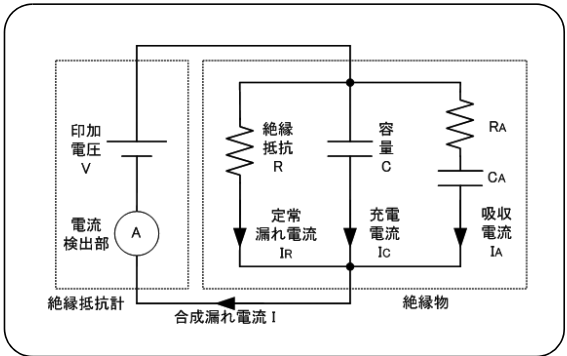 印加
電圧
V
電流
検出部
A
絶縁抵抗計
絶縁
抵抗
R
容
量
C
RA
CA
定常
漏れ電流
IR
充電
電流
IC
吸収
電流
IA
絶縁物
合成漏れ電流 I